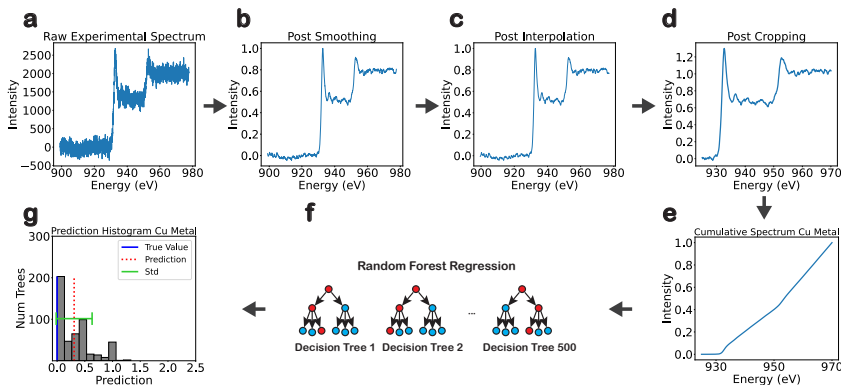 a
Raw Experimental Spectrum
Intensity
2500
2000
1500
1000
500
0
−500
900 920 940 960 980
Energy (eV)
b
Post Smoothing
Intensity
1.0
0.8
0.6
0.4
0.2
0.0
900 920 940 960 980
Energy (eV)
c
Post Interpolation
Intensity
1.0
0.8
0.6
0.4
0.2
0.0
900 920 940 960 980
Energy (eV)
d
Post Cropping
Intensity
1.2
1.0
0.8
0.6
0.4
0.2
0.0
930 940 950 960 970
Energy (eV)
e
Cumulative Spectrum Cu Metal
Intensity
1.0
0.8
0.6
0.4
0.2
0.0
930 940 950 960 970
Energy (eV)
f
Random Forest Regression
...
Decision Tree 1 Decision Tree 2 Decision Tree 500
g
Prediction Histogram Cu Metal
Num Trees
300
200
100
True Value
Prediction
Std
0.0 0.5 1.0 1.5 2.0 2.5
Prediction